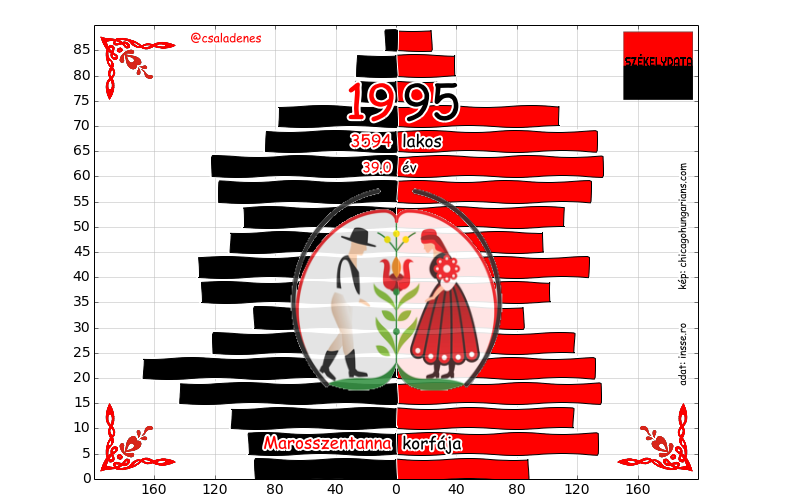 @csaladenes
SZÉKELYDATA
1995
3594 lakos
39.0 év
kép: chicagohungarians.com
adat: insse.ro
Marosszentanna korfája
85
80
75
70
65
60
55
50
45
40
35
30
25
20
15
10
5
0
160 120 80 40 0 40 80 120 160